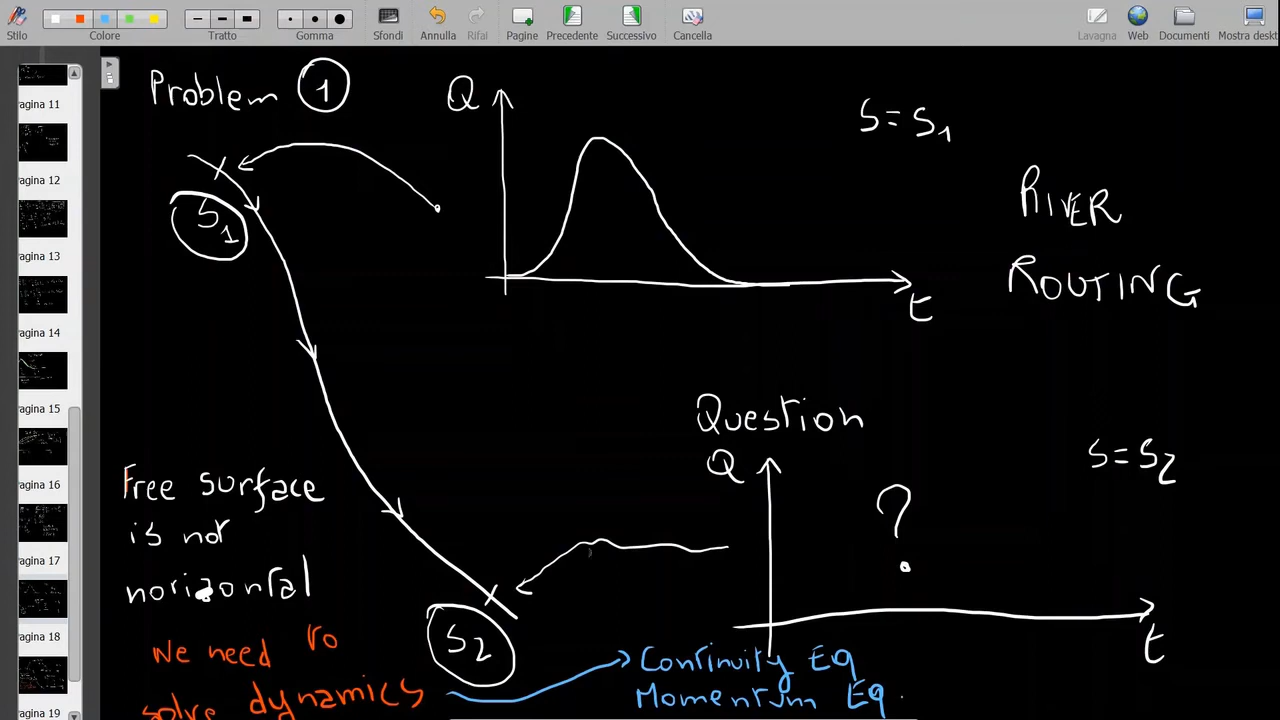 Stilo
Colore
Tratto
Gomma
Sfondi
Annulla
Rifai
Pagine
Precedente
Successivo
Cancella
Lavagna
Web
Documenti
Mostra deskt
agina 11
agina 12
agina 13
agina 14
agina 15
agina 16
agina 17
agina 18
agina 19
Problem 1
Q
t
S = S1
RIVER
ROUTING
S1
Question
Q
?
t
S = S2
Free surface
is not
horizontal
S2
We need to
solve dynamics
Continuity Eq
Momentum Eq.